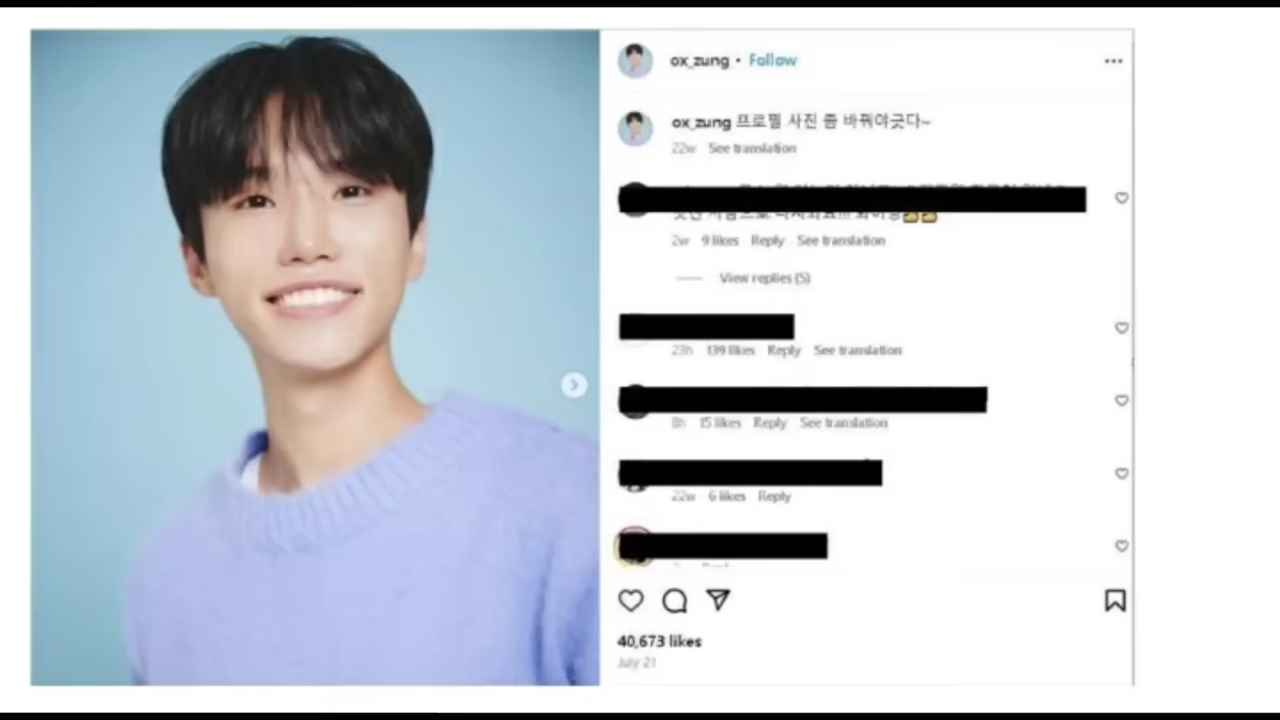 ox_zung • Follow
ox_zung 프로필 사진 좀 바꿔야긋다~
22w See translation
2w 9 likes Reply See translation
View replies (5)
23h 139 likes Reply See translation
8h 15 likes Reply See translation
22w 6 likes Reply
40,673 likes
July 21